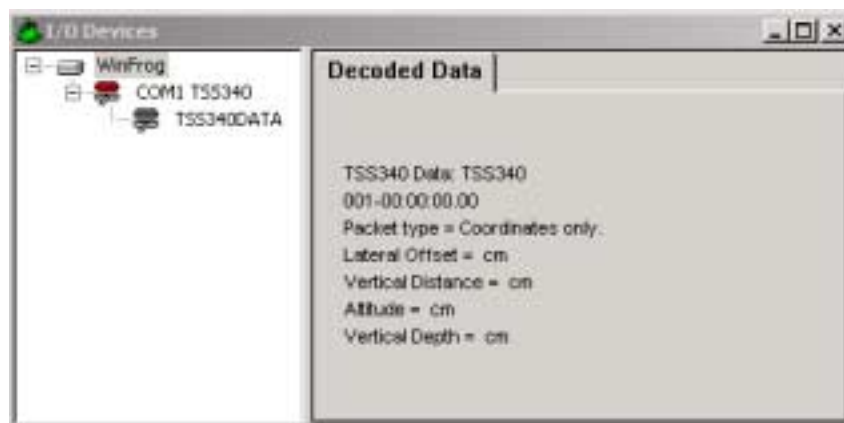 I/O Devices
WinFrog
COM1 TSS340
TSS340DATA
Decoded Data
TSS340 Data: TSS340
001-00:00:00.00
Packet type = Coordinates only.
Lateral Offset = cm
Vertical Distance = cm
Altitude = cm
Vertical Depth = cm